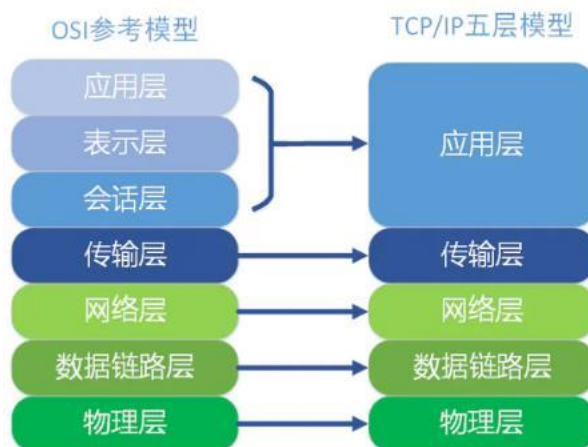 OSI参考模型
TCP/IP五层模型
应用层
表示层
会话层
应用层
传输层
传输层
网络层
网络层
数据链路层
数据链路层
物理层
物理层